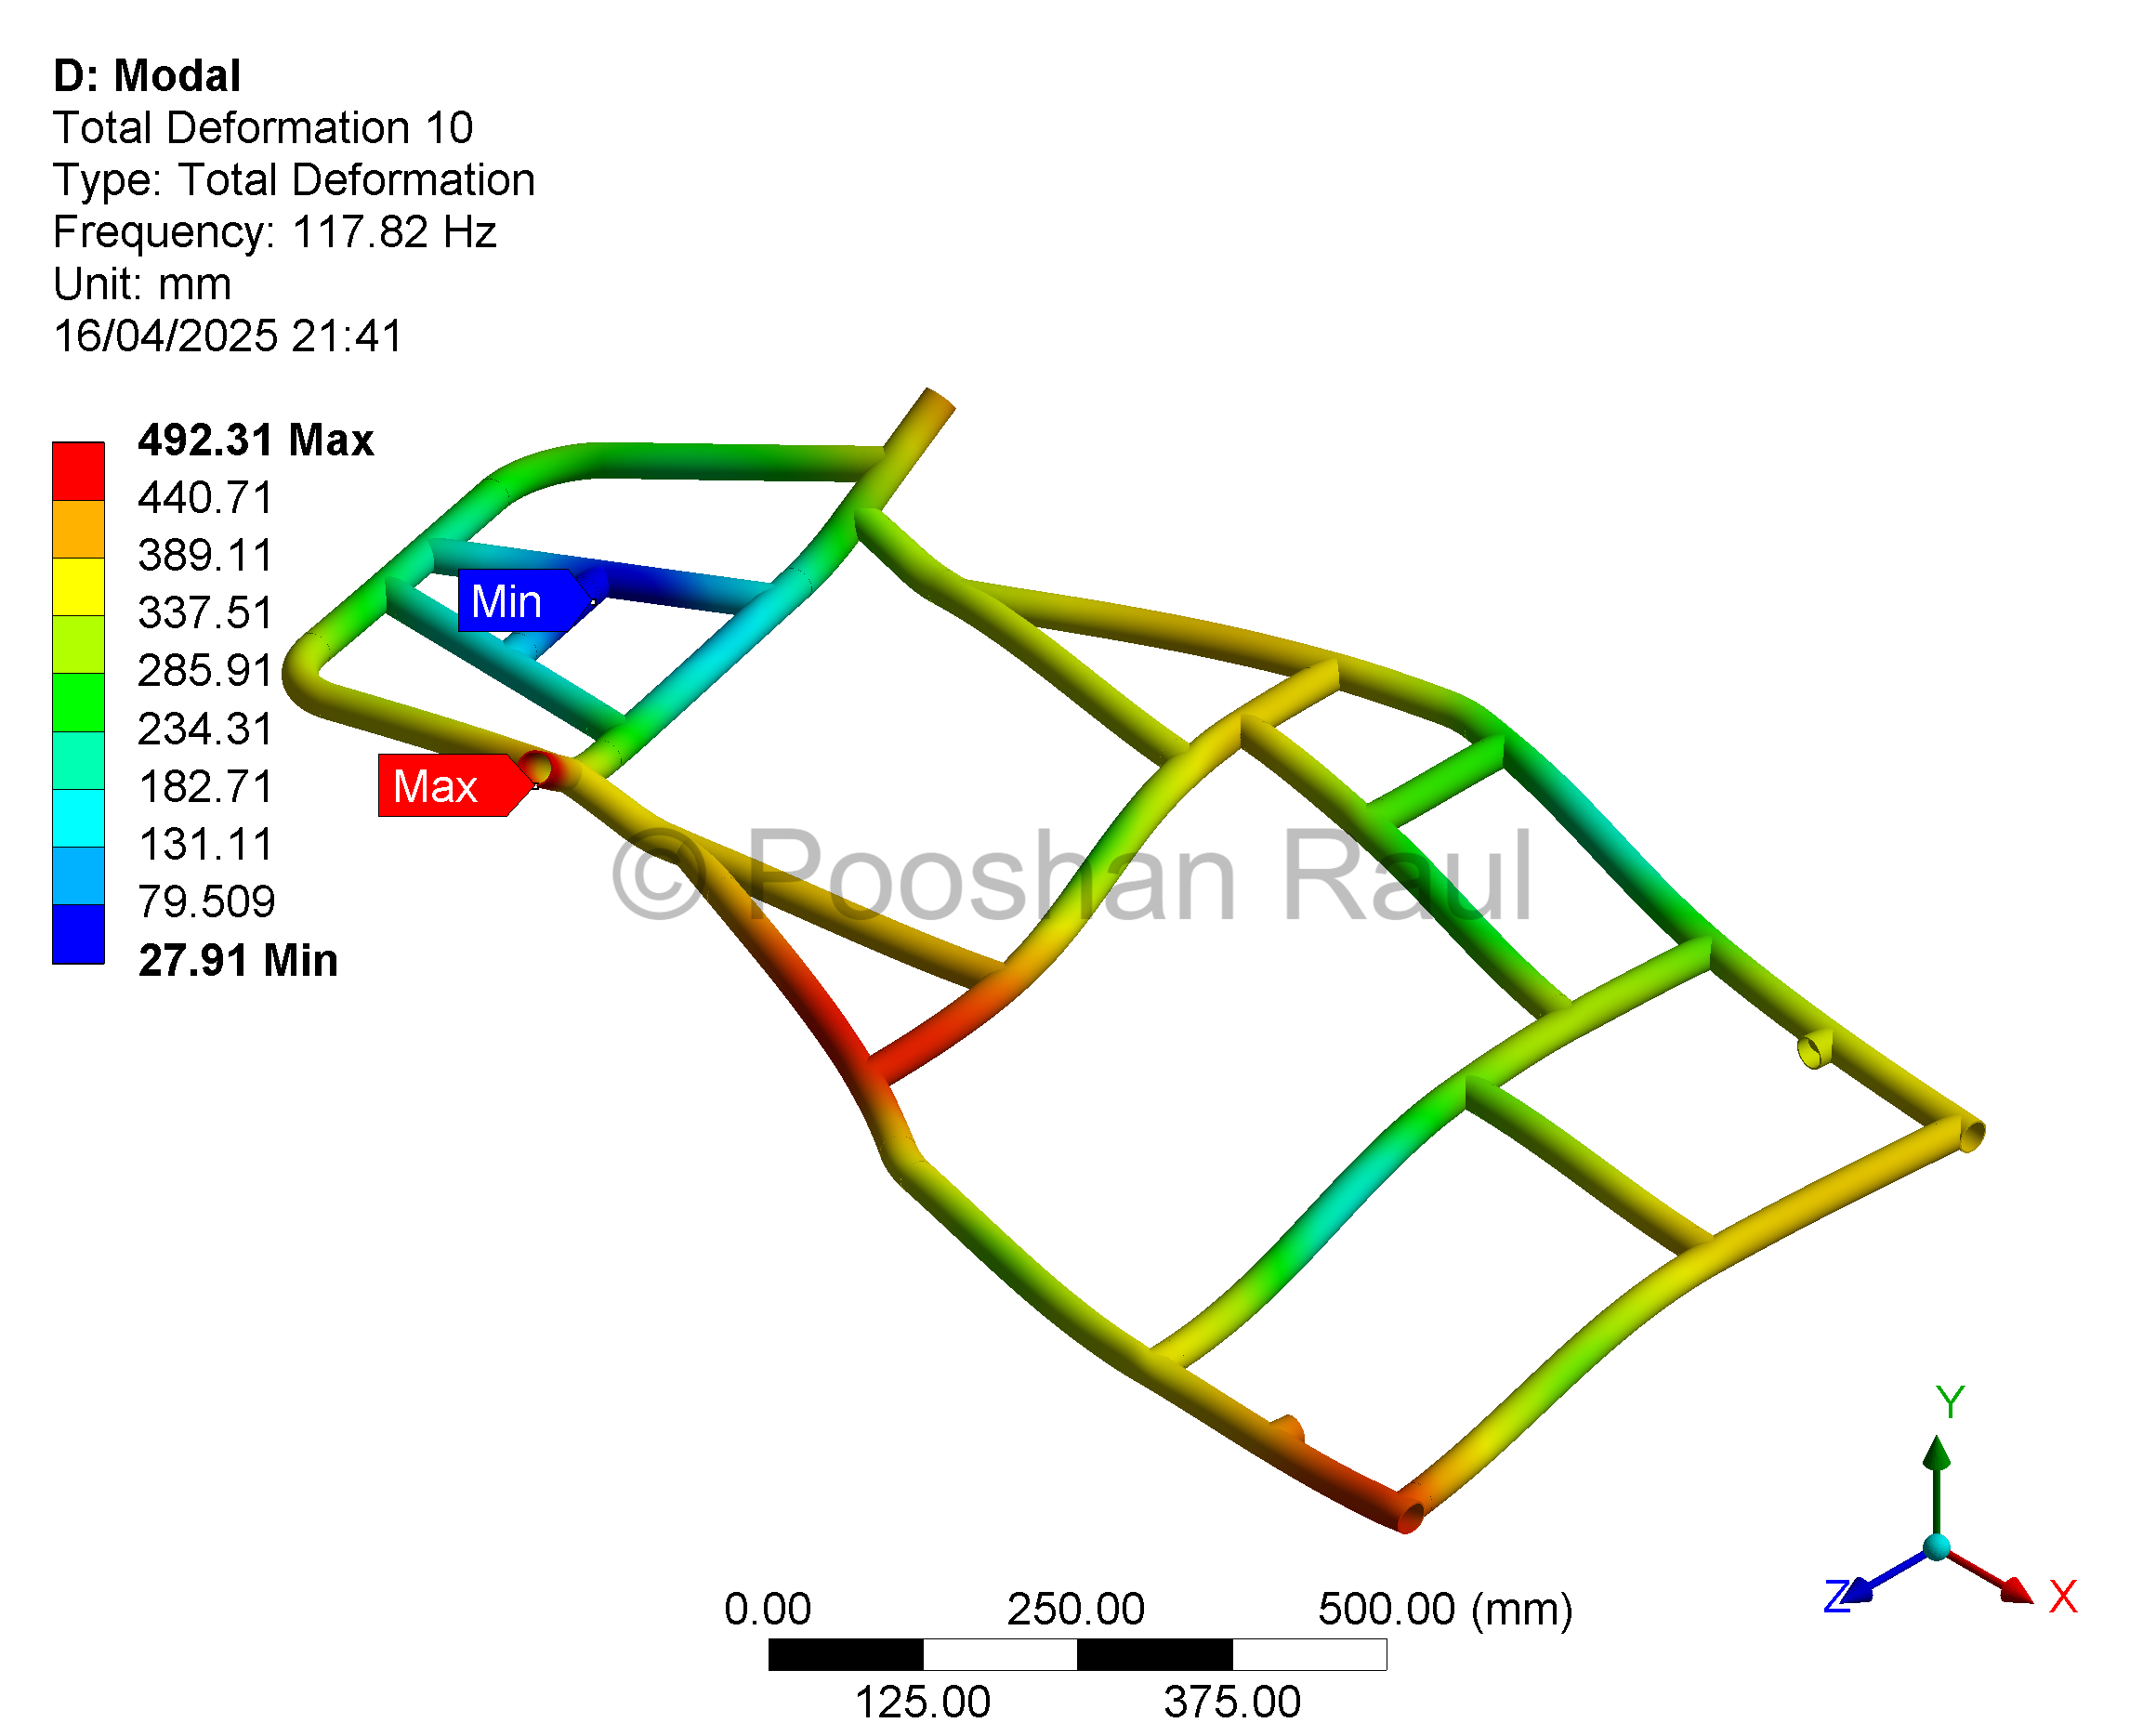 D: Modal
Total Deformation 10
Type: Total Deformation
Frequency: 117.82 Hz
Unit: mm
16/04/2025 21:41
492.31 Max
440.71
389.11
337.51
285.91
234.31
182.71
131.11
79.509
27.91 Min
Min
Max
© Pooshan Raul
Y
Z
X
0.00 250.00 500.00 (mm)
125.00 375.00